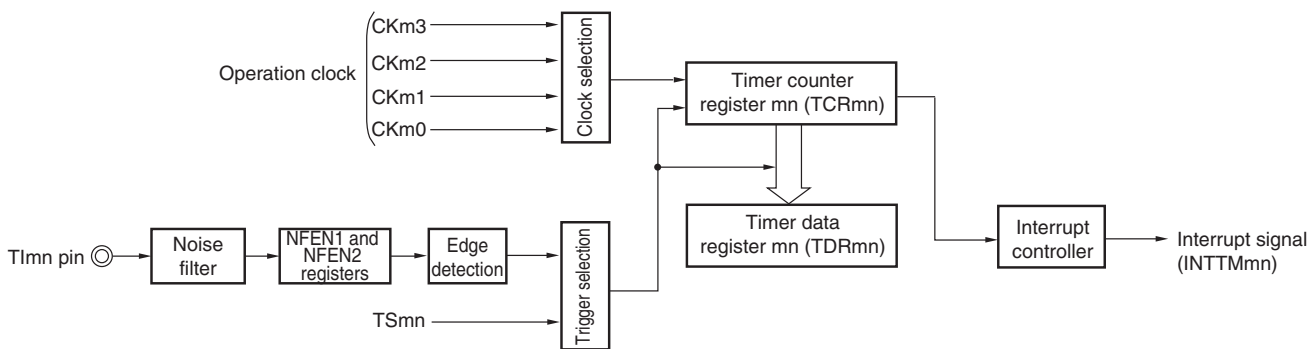 CKm3
CKm2
Operation clock
CKm1
CKm0
Clock selection
Timer counter
register mn (TCRmn)
Timer data
register mn (TDRmn)
TImn pin
Noise
filter
NFEN1 and
NFEN2
registers
Edge
detection
TSmn
Trigger selection
Interrupt
controller
Interrupt signal
(INTTMmn)